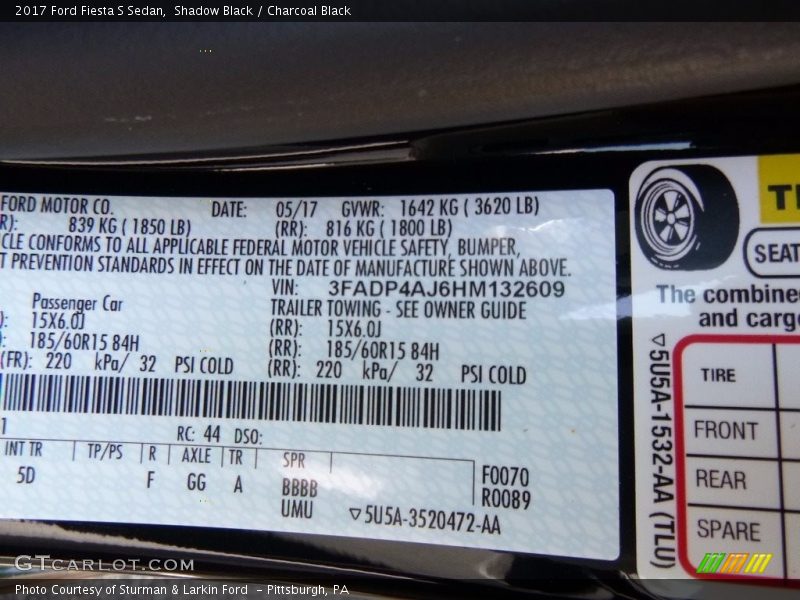 2017 Ford Fiesta S Sedan, Shadow Black / Charcoal Black
FORD MOTOR CO. DATE: 05/17 GVWR: 1642 KG ( 3620 LB)
R): 839 KG ( 1850 LB) (RR): 816 KG ( 1800 LB)
CLE CONFORMS TO ALL APPLICABLE FEDERAL MOTOR VEHICLE SAFETY, BUMPER,
T PREVENTION STANDARDS IN EFFECT ON THE DATE OF MANUFACTURE SHOWN ABOVE.
VIN: 3FADP4AJ6HM132609
Passenger Car TRAILER TOWING - SEE OWNER GUIDE
): 15X6.0J (RR): 15X6.0J
): 185/60R15 84H (RR): 185/60R15 84H
(FR): 220 kPa/ 32 PSI COLD (RR): 220 kPa/ 32 PSI COLD
1 RC: 44 DSO:
INT TR TP/PS R AXLE TR SPR
5D F GG A BBBB F0070
UMU R0089
▽5U5A-3520472-AA
TI
SEAT
The combine
and cargo
▽5U5A-1532-AA (TLU)
TIRE
FRONT
REAR
SPARE
GTCARLOT.COM
Photo Courtesy of Sturman & Larkin Ford - Pittsburgh, PA